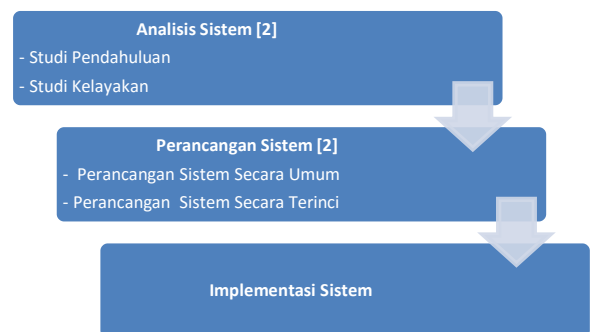 Analisis Sistem [2]
- Studi Pendahuluan
- Studi Kelayakan
Perancangan Sistem [2]
- Perancangan Sistem Secara Umum
- Perancangan Sistem Secara Terinci
Implementasi Sistem